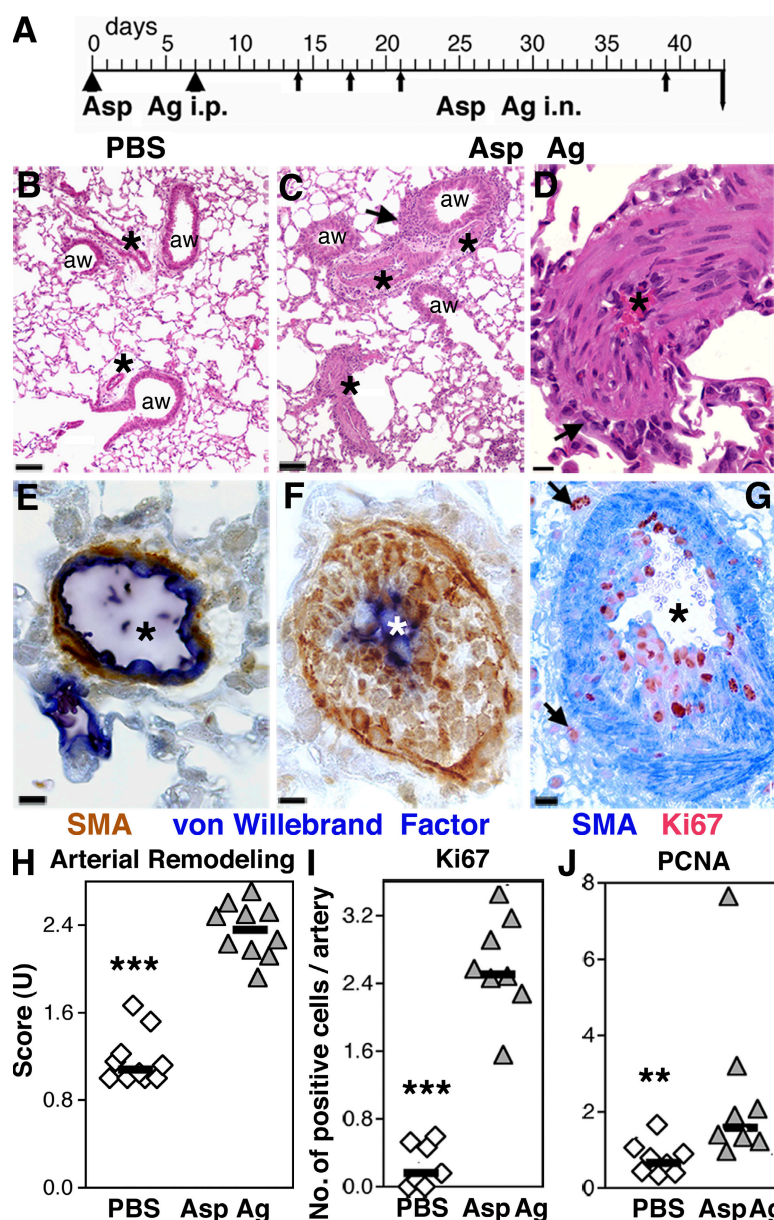 A
days
0 5 10 15 20 25 30 35 40
Asp Ag i.p. Asp Ag i.n.
PBS Asp Ag
B C D
aw aw
aw aw aw
aw
* * * * * *
E F G
* * *
SMA von Willebrand Factor SMA Ki67
H Arterial Remodeling
Score (U)
2.4
1.6
0.8
0.0
***
PBS Asp Ag
I Ki67
No. of positive cells / artery
3.2
2.4
1.6
0.8
0.0
***
PBS Asp Ag
J PCNA
8
6
4
2
0
**
PBS Asp Ag